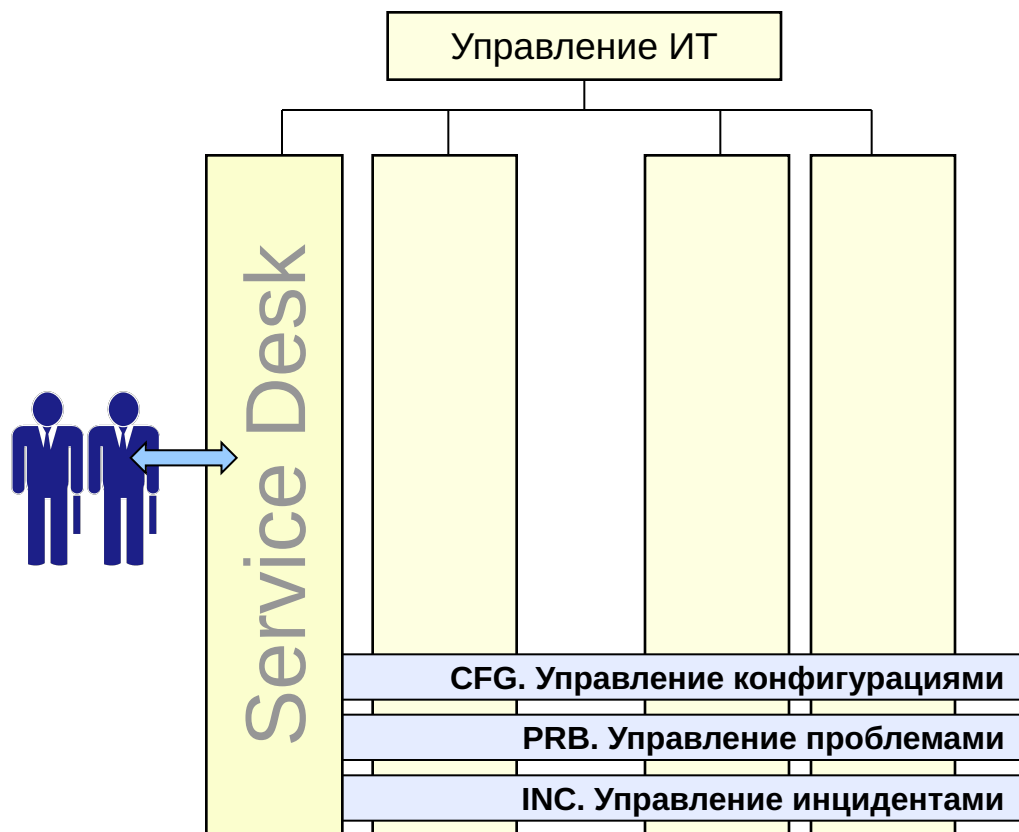 Управление ИТ
Service Desk
CFG. Управление конфигурациями
PRB. Управление проблемами
INC. Управление инцидентами